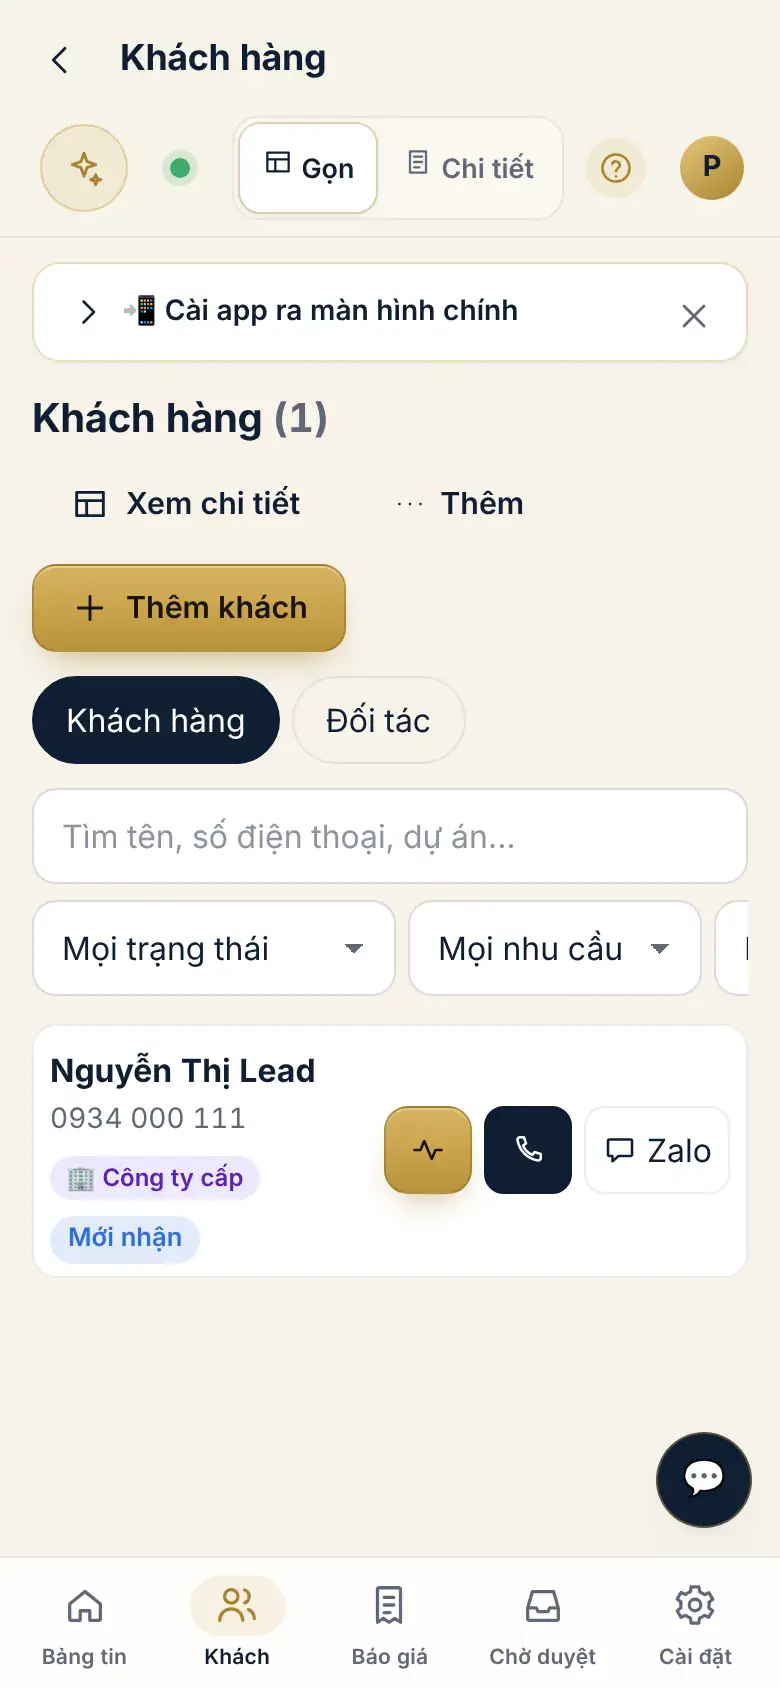 Khách hàng
Gọn
Chi tiết
P
Cài app ra màn hình chính
Khách hàng (1)
Xem chi tiết
··· Thêm
+ Thêm khách
Khách hàng
Đối tác
Tìm tên, số điện thoại, dự án...
Mọi trạng thái
Mọi nhu cầu
Nguyễn Thị Lead
0934 000 111
Công ty cấp
Mới nhận
Zalo
Bảng tin
Khách
Báo giá
Chờ duyệt
Cài đặt